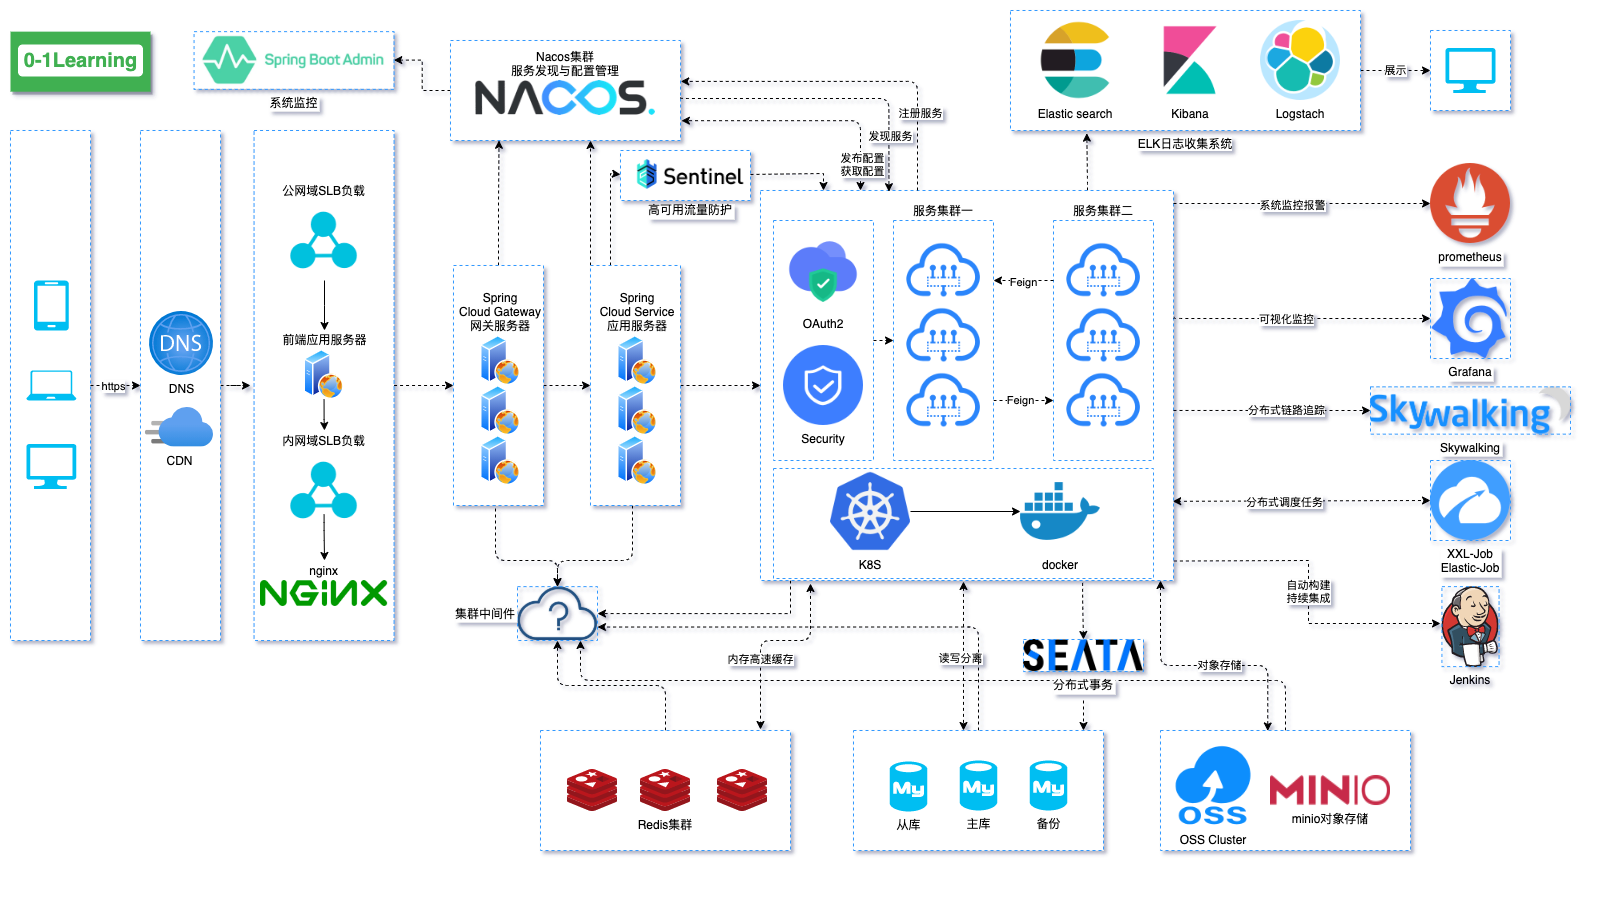 0-1Learning
Spring Boot Admin
系统监控
Nacos集群
服务发现与配置管理
NACOS.
注册服务
发现服务
发布配置
获取配置
Sentinel
高可用流量防护
Elastic search
Kibana
Logstach
ELK日志收集系统
展示
公网域SLB负载
前端应用服务器
内网域SLB负载
nginx
NGiNX
https
DNS
DNS
CDN
Spring
Cloud Gateway
网关服务器
Spring
Cloud Service
应用服务器
服务集群一
服务集群二
OAuth2
Security
Feign
Feign
K8S
docker
系统监控报警
prometheus
可视化监控
Grafana
分布式链路追踪
Skywalking
Skywalking
分布式调度任务
XXL-Job
Elastic-Job
自动构建
持续集成
Jenkins
集群中间件
?
内存高速缓存
读写分离
SEATA
分布式事务
对象存储
Redis集群
My
My
My
从库
主库
备份
OSS
OSS Cluster
MINIO
minio对象存储